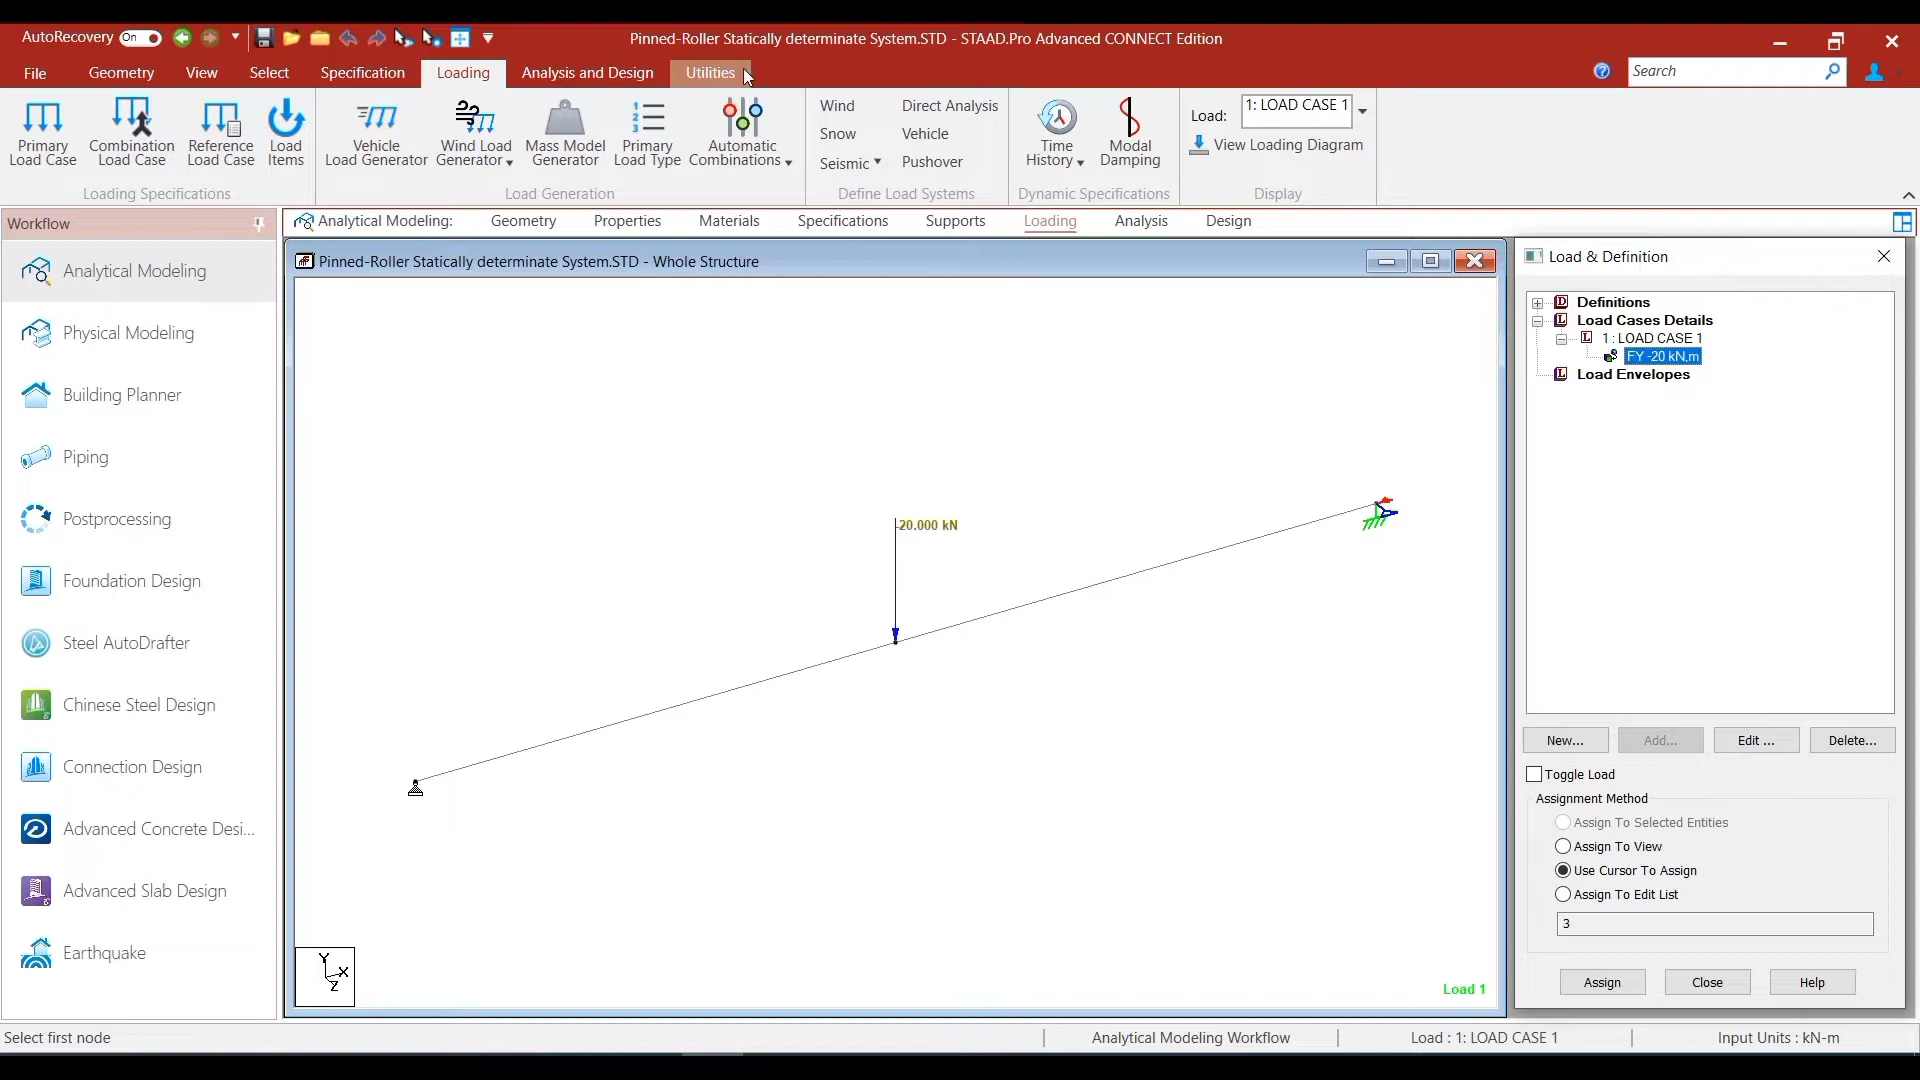 AutoRecovery On
Pinned-Roller Statically determinate System.STD - STAAD.Pro Advanced CONNECT Edition
File Geometry View Select Specification Loading Analysis and Design Utilities
Search
Primary Load Case
Combination Load Case
Reference Load Case
Load Items
Loading Specifications
Vehicle Load Generator
Wind Load Generator
Mass Model Generator
Primary Load Type
Automatic Combinations
Load Generation
Wind
Snow
Seismic
Direct Analysis
Vehicle
Pushover
Define Load Systems
Time History
Modal Damping
Dynamic Specifications
Load: 1: LOAD CASE 1
View Loading Diagram
Display
Workflow
Analytical Modeling
Physical Modeling
Building Planner
Piping
Postprocessing
Foundation Design
Steel AutoDrafter
Chinese Steel Design
Connection Design
Advanced Concrete Desi...
Advanced Slab Design
Earthquake
Analytical Modeling: Geometry Properties Materials Specifications Supports Loading Analysis Design
Pinned-Roller Statically determinate System.STD - Whole Structure
-20.000 kN
Y
X
Z
Load 1
Load & Definition
Definitions
Load Cases Details
1 : LOAD CASE 1
FY -20 kN,m
Load Envelopes
New... Add... Edit ... Delete...
Toggle Load
Assignment Method
Assign To Selected Entities
Assign To View
Use Cursor To Assign
Assign To Edit List
3
Assign Close Help
Select first node
Analytical Modeling Workflow
Load : 1: LOAD CASE 1
Input Units : kN-m